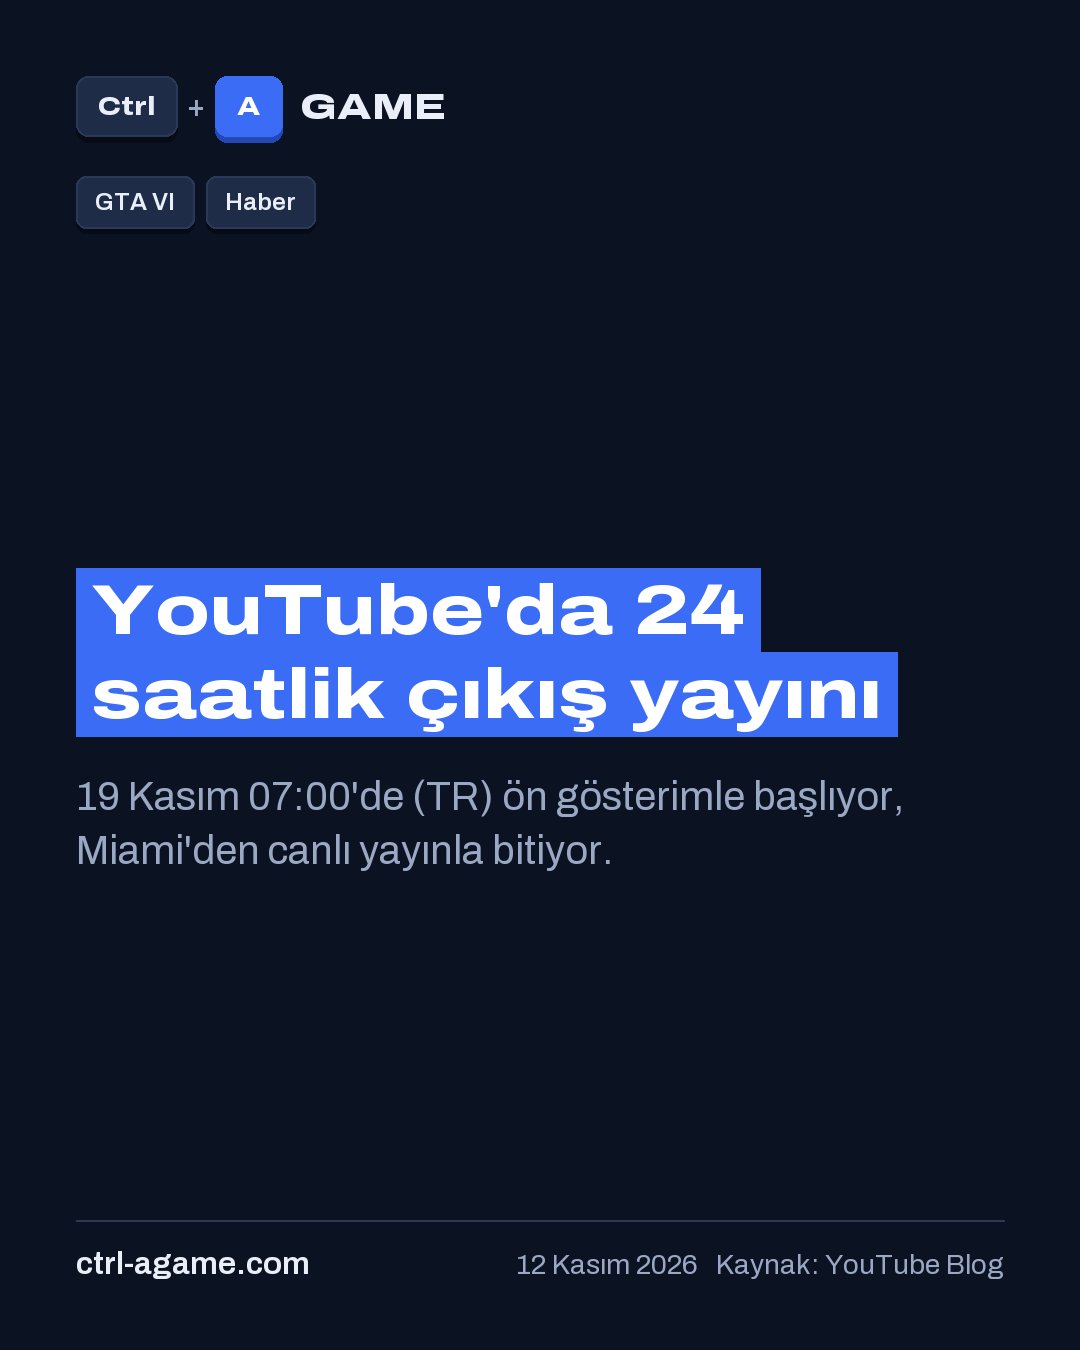 Ctrl + A GAME
GTA VI Haber
YouTube'da 24
saatlik çıkış yayını
19 Kasım 07:00'de (TR) ön gösterimle başlıyor,
Miami'den canlı yayınla bitiyor.
ctrl-agame.com 12 Kasım 2026 Kaynak: YouTube Blog